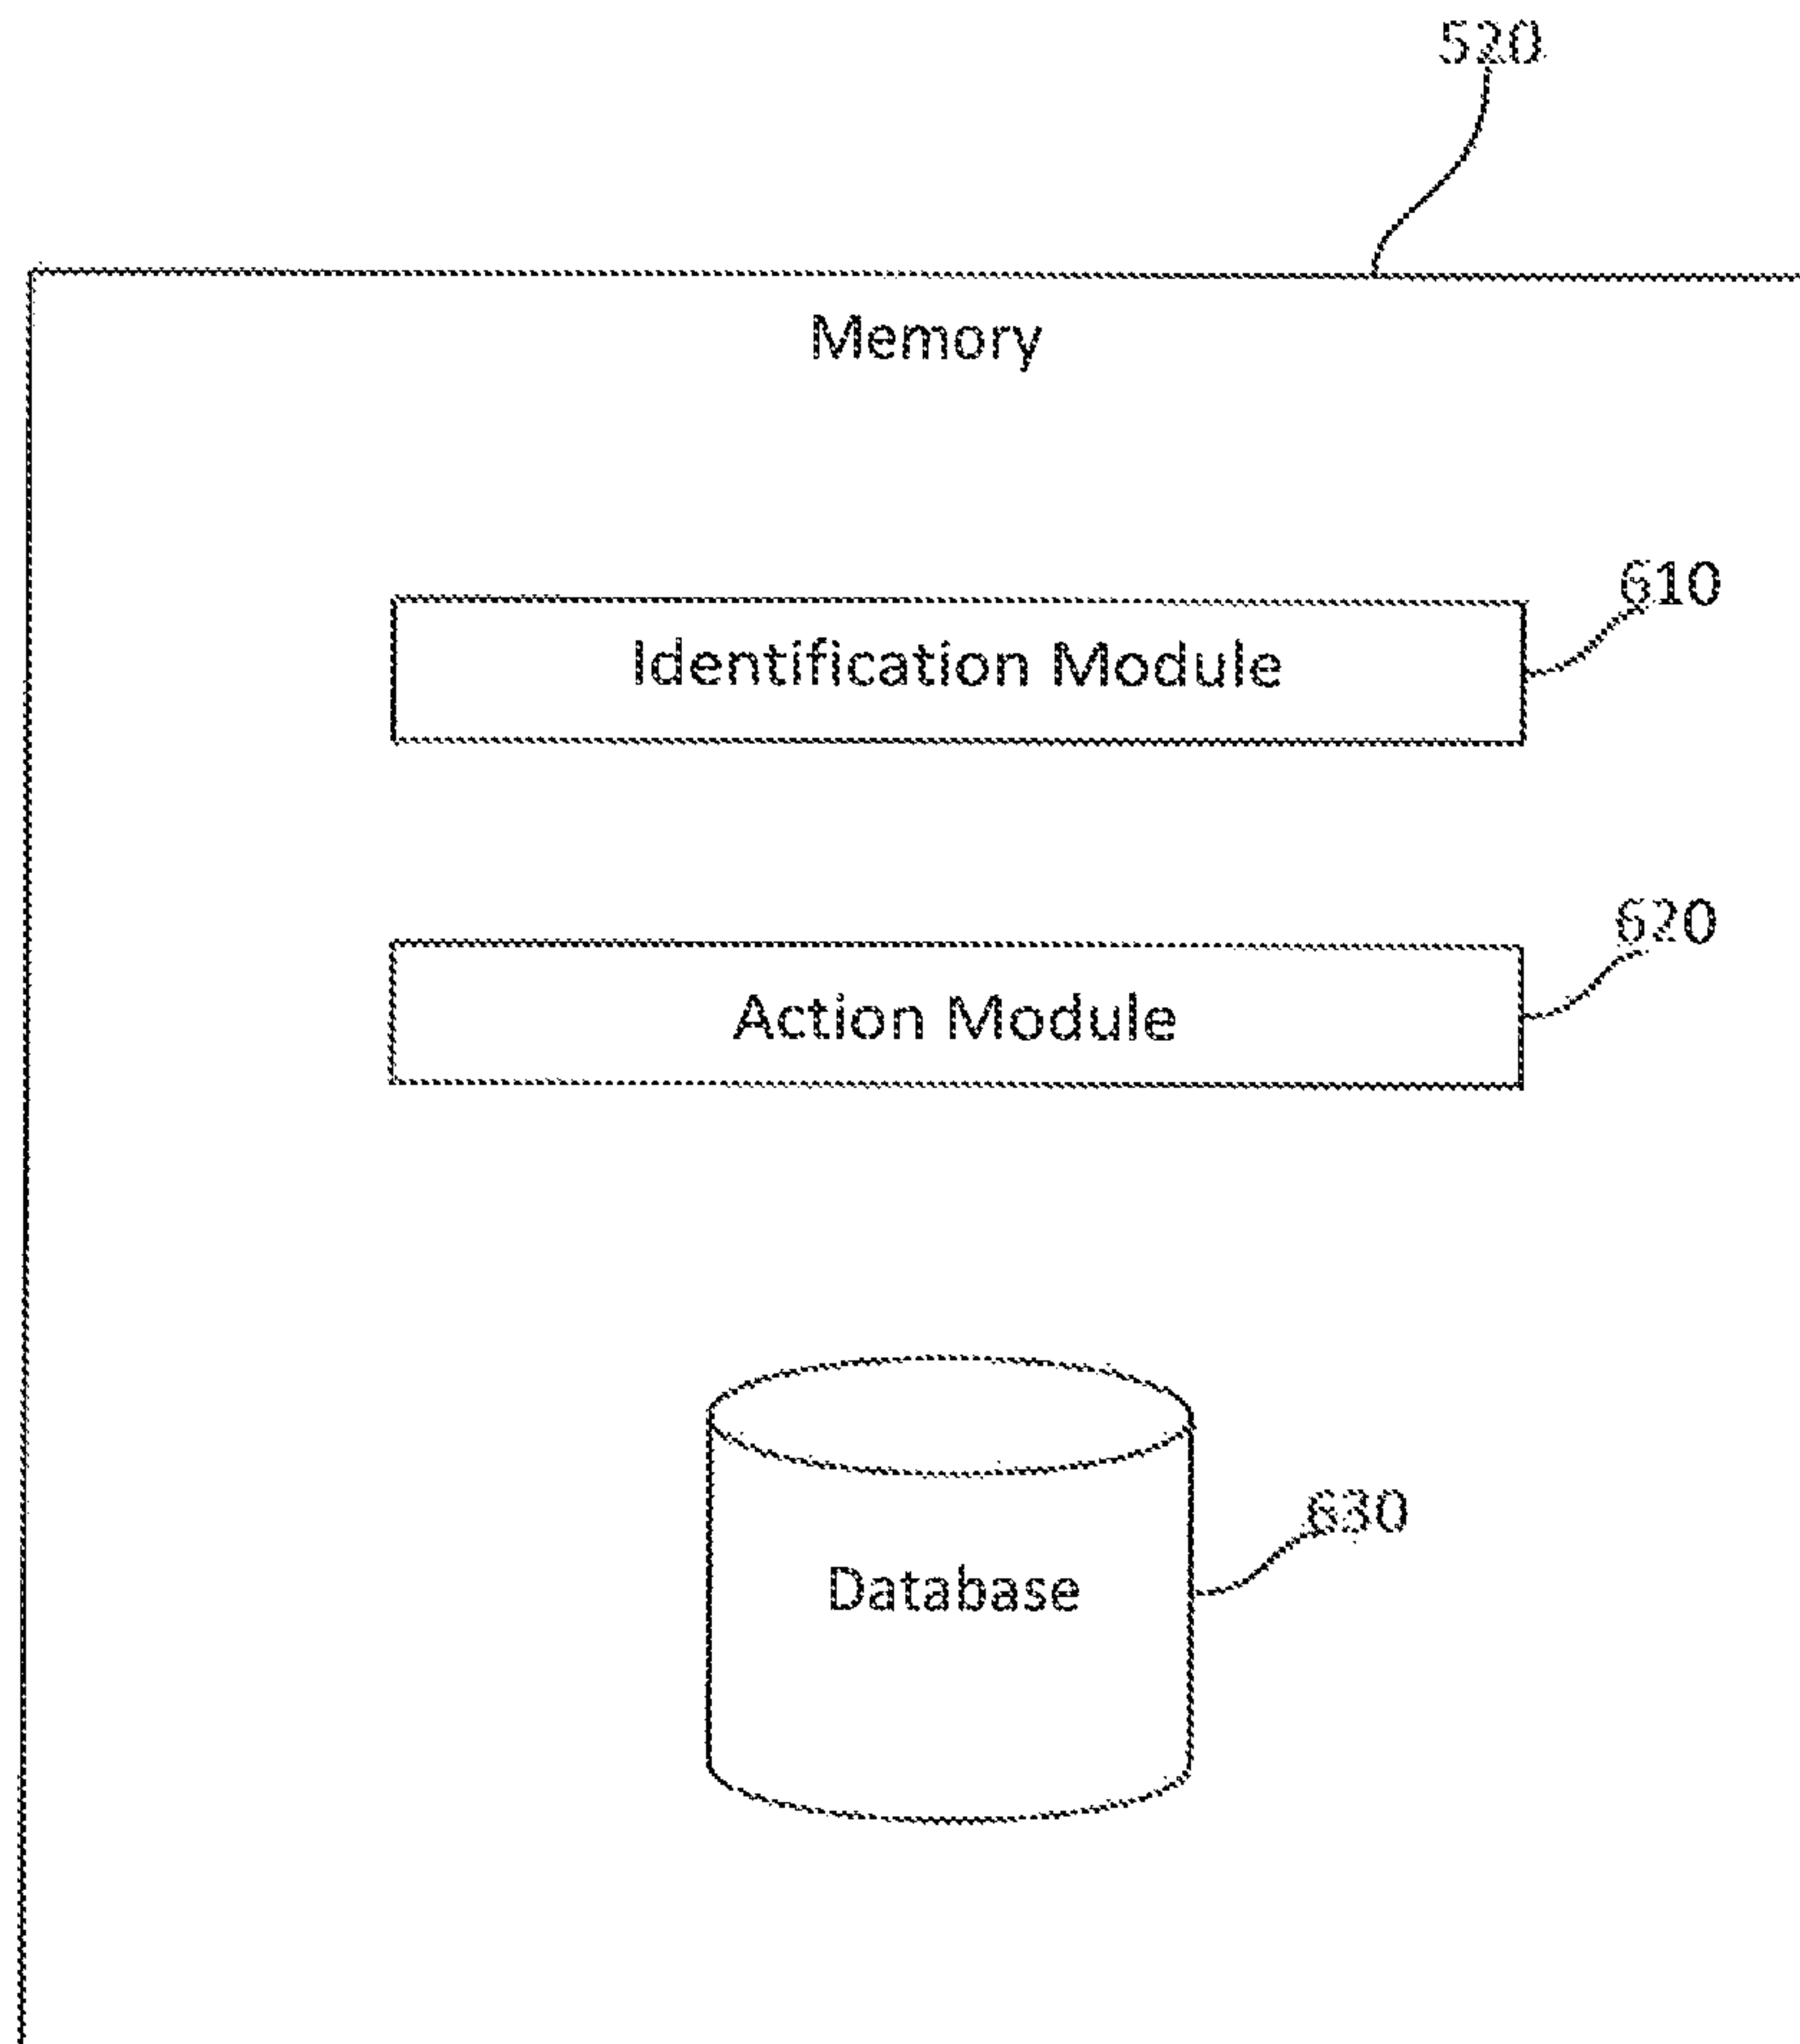 520
Memory
610
Identification Module
620
Action Module
630
Database